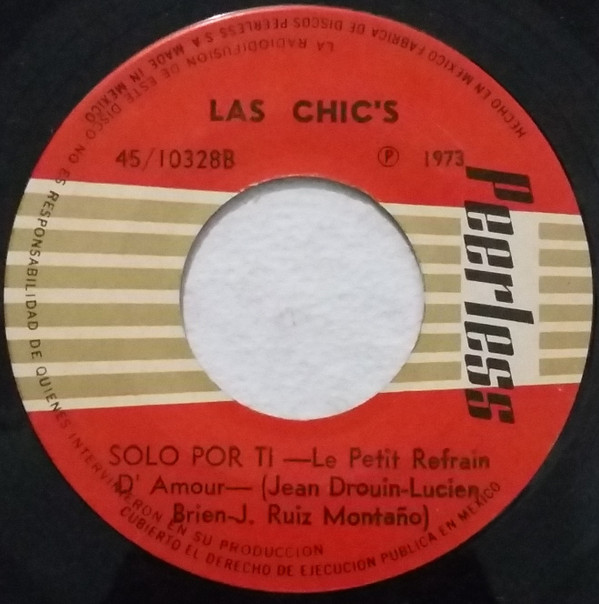 LAS CHIC'S
45/10328B
Ⓟ 1973
Peerless
SOLO POR TI —Le Petit Refrain
D' Amour— (Jean Drouin-Lucien
Brien-J. Ruiz Montaño)
HECHO EN MEXICO FABRICA DE DISCOS PEERLESS S A MADE IN MEXICO
LA RADIODIFUSION DE ESTE DISCO NO ES RESPONSABILIDAD DE QUIENES INTERVINIERON EN SU PRODUCCION
CUBIERTO EL DERECHO DE EJECUCION PUBLICA EN MEXICO